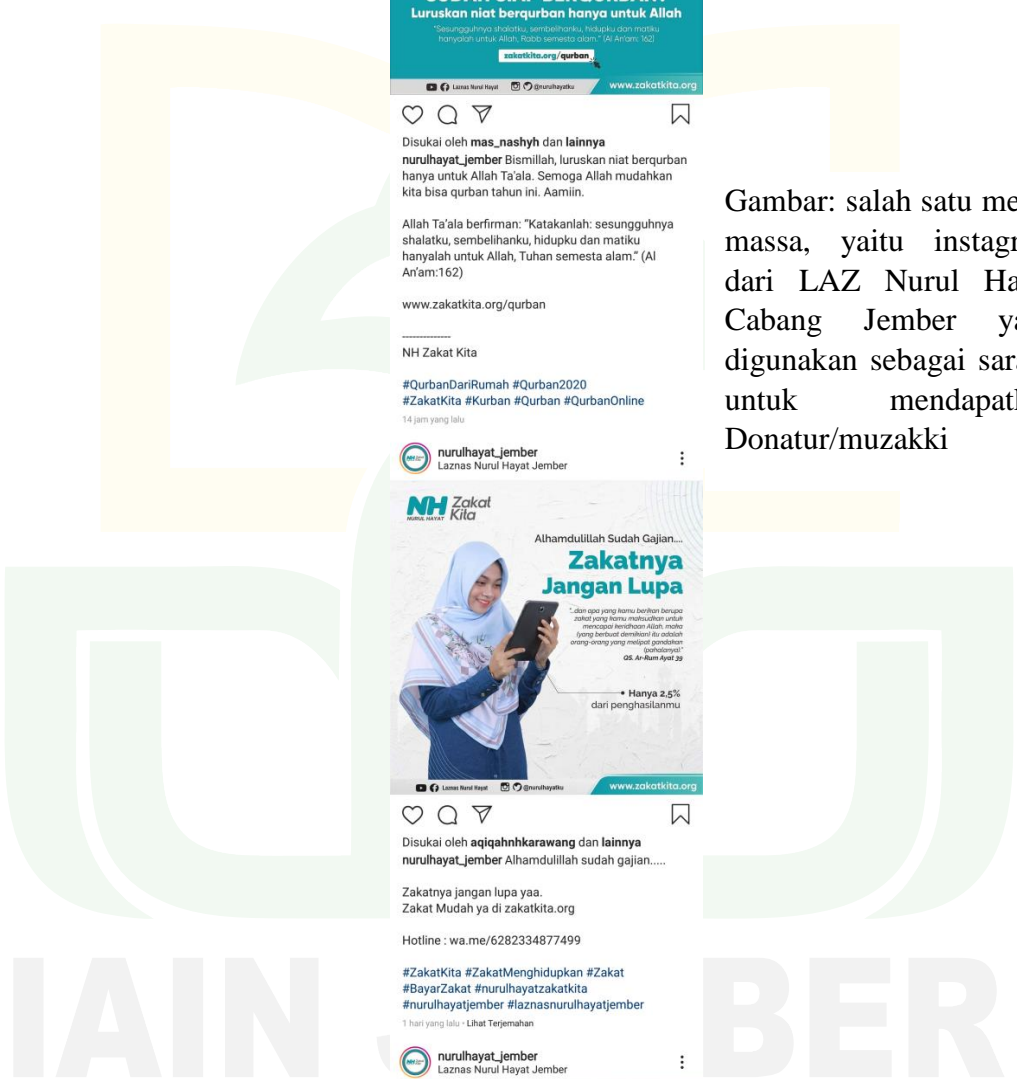 Luruskan niat berqurban hanya untuk Allah
"Sesungguhnya shalatku, sembelihanku, hidupku dan matiku
hanyalah untuk Allah, Rabb semesta alam." (Al An'am: 162)
zakatkita.org/qurban
Laznas Nurul Hayat @nurulhayatku www.zakatkita.org
Disukai oleh mas_nashyh dan lainnya
nurulhayat_jember Bismillah, luruskan niat berqurban
hanya untuk Allah Ta'ala. Semoga Allah mudahkan
kita bisa qurban tahun ini. Aamiin.
Allah Ta'ala berfirman: "Katakanlah: sesungguhnya
shalatku, sembelihanku, hidupku dan matiku
hanyalah untuk Allah, Tuhan semesta alam." (Al
An'am:162)
www.zakatkita.org/qurban
--------------
NH Zakat Kita
#QurbanDariRumah #Qurban2020
#ZakatKita #Kurban #Qurban #QurbanOnline
14 jam yang lalu
nurulhayat_jember
Laznas Nurul Hayat Jember
NH Zakat
NURUL HAYAT Kita
Alhamdulillah Sudah Gajian....
Zakatnya
Jangan Lupa
"...dan apa yang kamu berikan berupa
zakat yang kamu maksudkan untuk
mencapai keridhoan Allah, maka
(yang berbuat demikian) itu adalah
orang-orang yang melipat gandakan
(pahalanya)."
QS. Ar-Rum Ayat 39
Hanya 2,5%
dari penghasilanmu
Laznas Nurul Hayat @nurulhayatku www.zakatkita.org
Disukai oleh aqiqahnhkarawang dan lainnya
nurulhayat_jember Alhamdulillah sudah gajian.....
Zakatnya jangan lupa yaa.
Zakat Mudah ya di zakatkita.org
Hotline : wa.me/6282334877499
#ZakatKita #ZakatMenghidupkan #Zakat
#BayarZakat #nurulhayatzakatkita
#nurulhayatjember #laznasnurulhayatjember
1 hari yang lalu • Lihat Terjemahan
nurulhayat_jember
Laznas Nurul Hayat Jember
Gambar: salah satu
massa, yaitu
dari LAZ Nurul
Cabang Jember
digunakan sebagai
untuk
Donatur/muzakki
IAIN BER